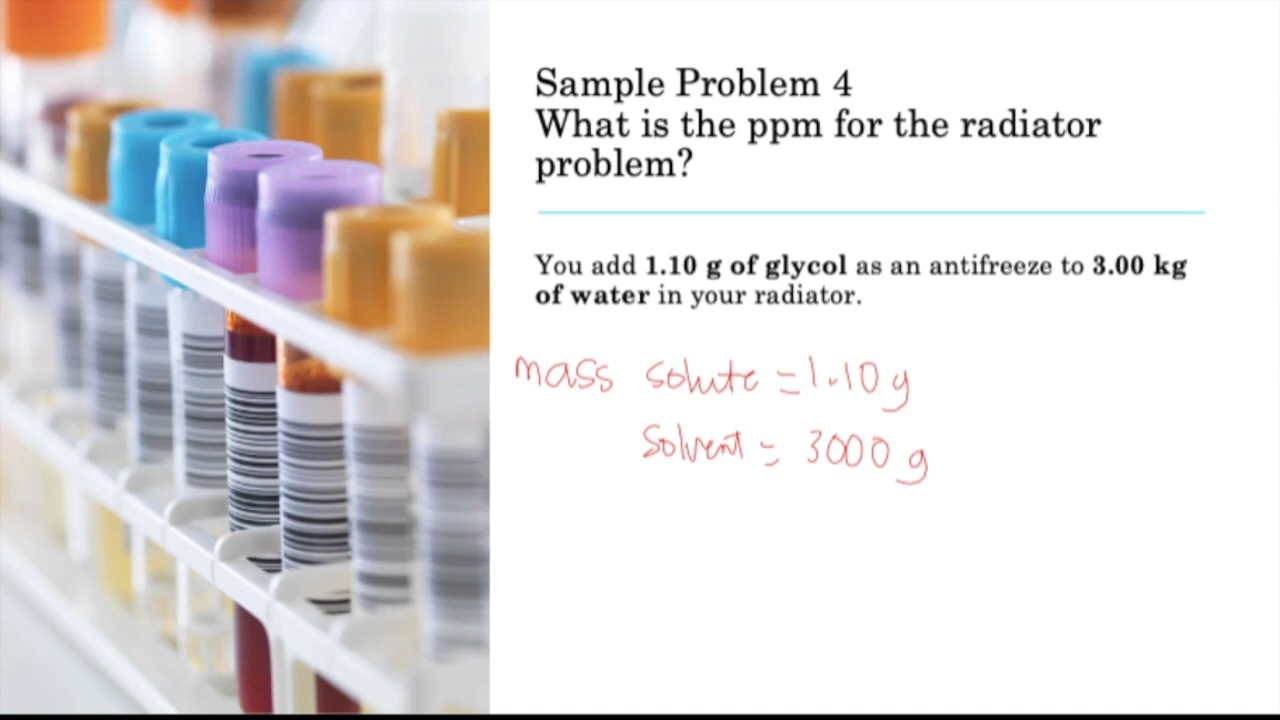 Sample Problem 4
What is the ppm for the radiator
problem?
You add 1.10 g of glycol as an antifreeze to 3.00 kg
of water in your radiator.
mass solute = 1.10 g
solvent = 3000 g